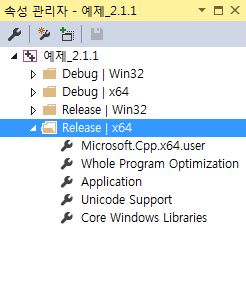 속성 관리자 - 예제_2.1.1
예제_2.1.1
Debug | Win32
Debug | x64
Release | Win32
Release | x64
Microsoft.Cpp.x64.user
Whole Program Optimization
Application
Unicode Support
Core Windows Libraries